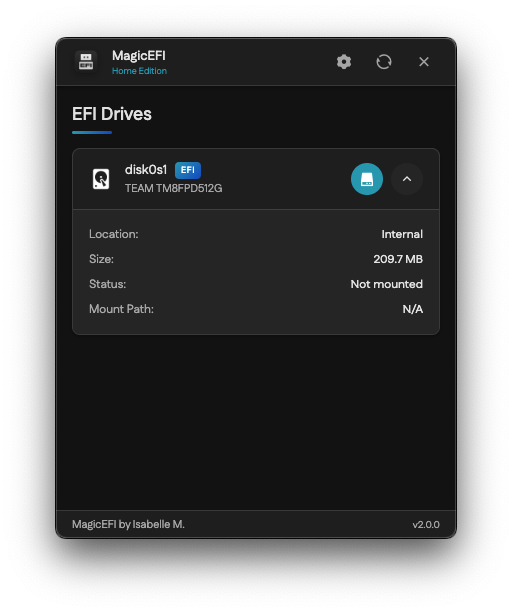 MagicEFI
Home Edition
EFI Drives
disk0s1 EFI
TEAM TM8FPD512G
Location: Internal
Size: 209.7 MB
Status: Not mounted
Mount Path: N/A
MagicEFI by Isabelle M. v2.0.0